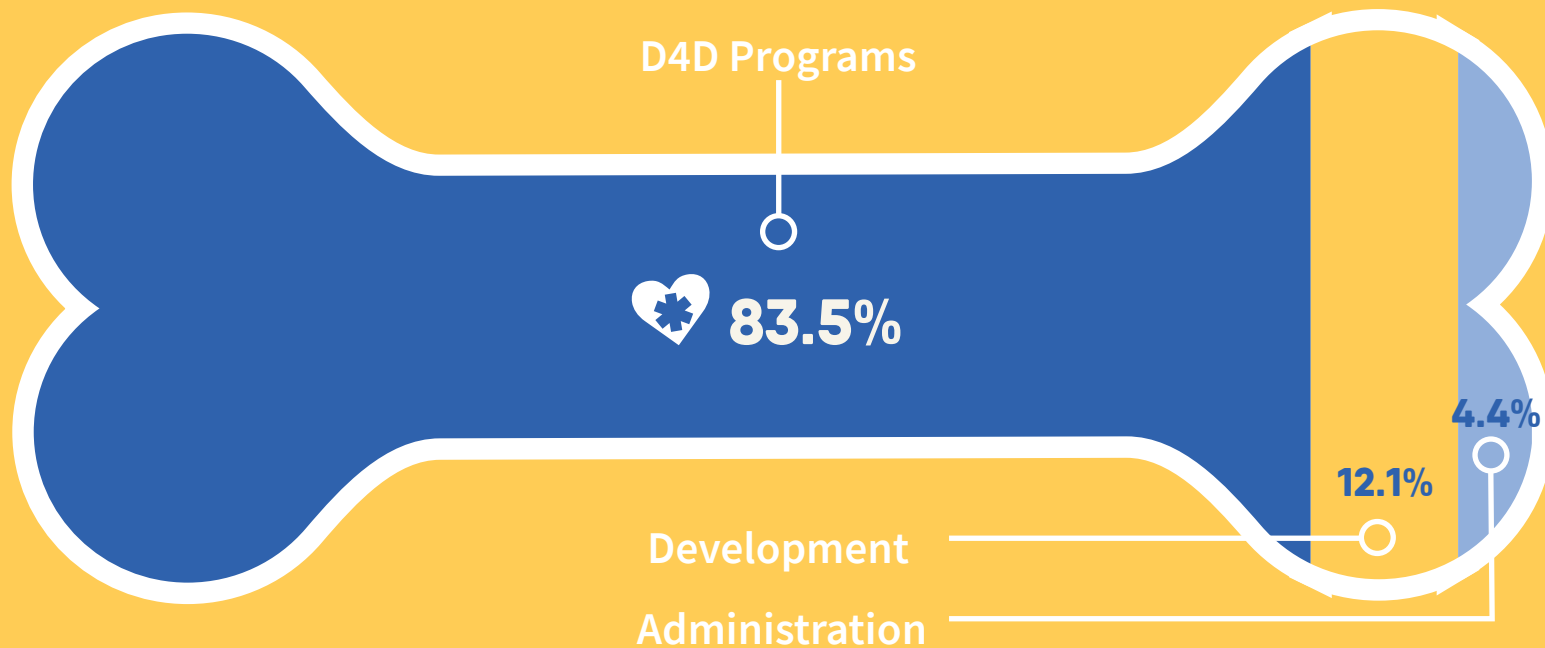 D4D Programs
83.5%
4.4%
12.1%
Development
Administration